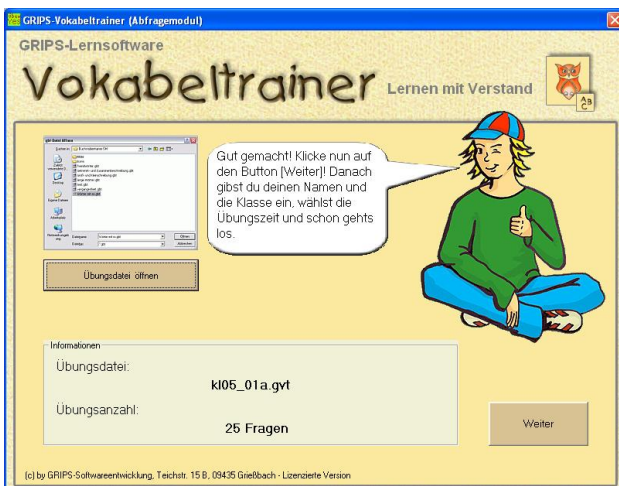 GRIPS-Vokabeltrainer (Abfragemodul)
GRIPS-Lernsoftware
Vokabeltrainer
Lernen mit Verstand
A B
C
Gut gemacht! Klicke nun auf
den Button [Weiter]! Danach
gibst du deinen Namen und
die Klasse ein, wählst die
Übungszeit und schon gehts
los.
Übungsdatei öffnen
Informationen
Übungsdatei:
kl05_01a.gvt
Übungsanzahl:
25 Fragen
Weiter
(c) by GRIPS-Softwareentwicklung, Teichstr. 15 B, 09435 Grießbach - Lizenzierte Version